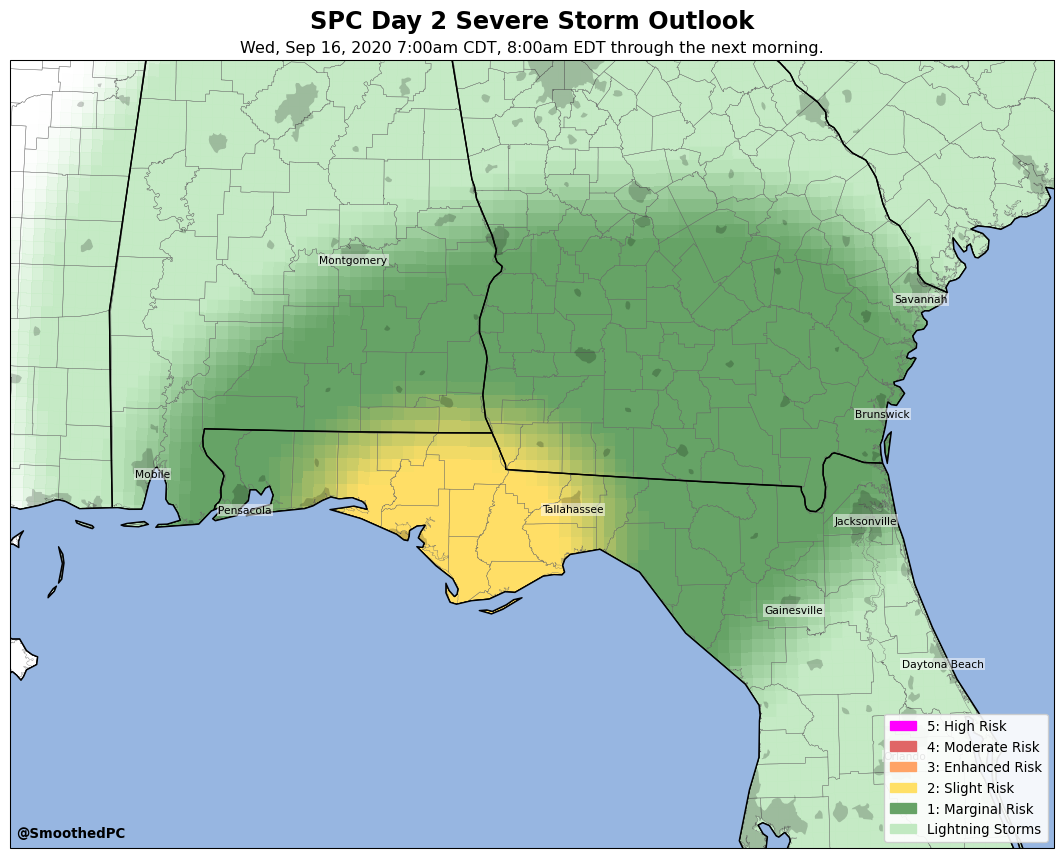 SPC Day 2 Severe Storm Outlook
Wed, Sep 16, 2020 7:00am CDT, 8:00am EDT through the next morning.
Montgomery
Savannah
Brunswick
Mobile
Pensacola
Tallahassee
Jacksonville
Gainesville
Daytona Beach
Orlando
5: High Risk
4: Moderate Risk
3: Enhanced Risk
2: Slight Risk
1: Marginal Risk
Lightning Storms
@SmoothedPC